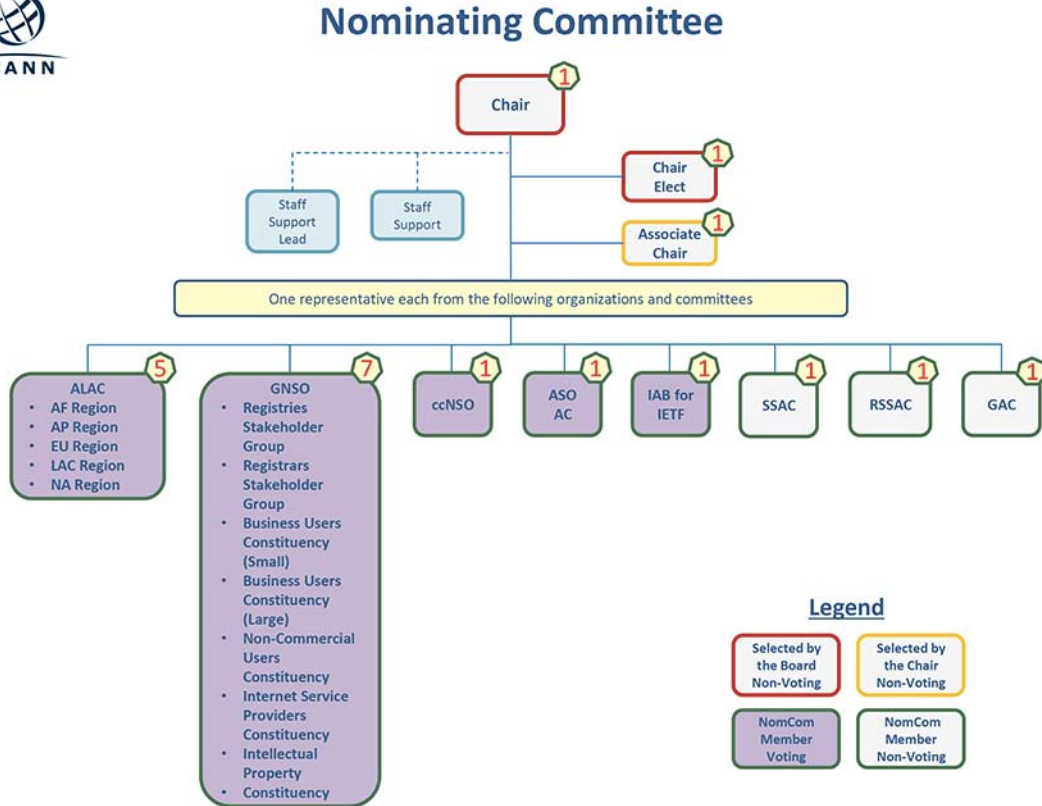 ANN
Nominating Committee
1
Chair
1
Chair
Elect
Staff
Support
Lead
Staff
Support
1
Associate
Chair
One representative each from the following organizations and committees
5
ALAC
• AF Region
• AP Region
• EU Region
• LAC Region
• NA Region
7
GNSO
• Registries
Stakeholder
Group
• Registrars
Stakeholder
Group
• Business Users
Constituency
(Small)
• Business Users
Constituency
(Large)
• Non-Commercial
Users
Constituency
• Internet Service
Providers
Constituency
• Intellectual
Property
• Constituency
1
ccNSO
1
ASO
AC
1
IAB for
IETF
1
SSAC
1
RSSAC
1
GAC
Legend
Selected by
the Board
Non-Voting
Selected by
the Chair
Non-Voting
NomCom
Member
Voting
NomCom
Member
Non-Voting